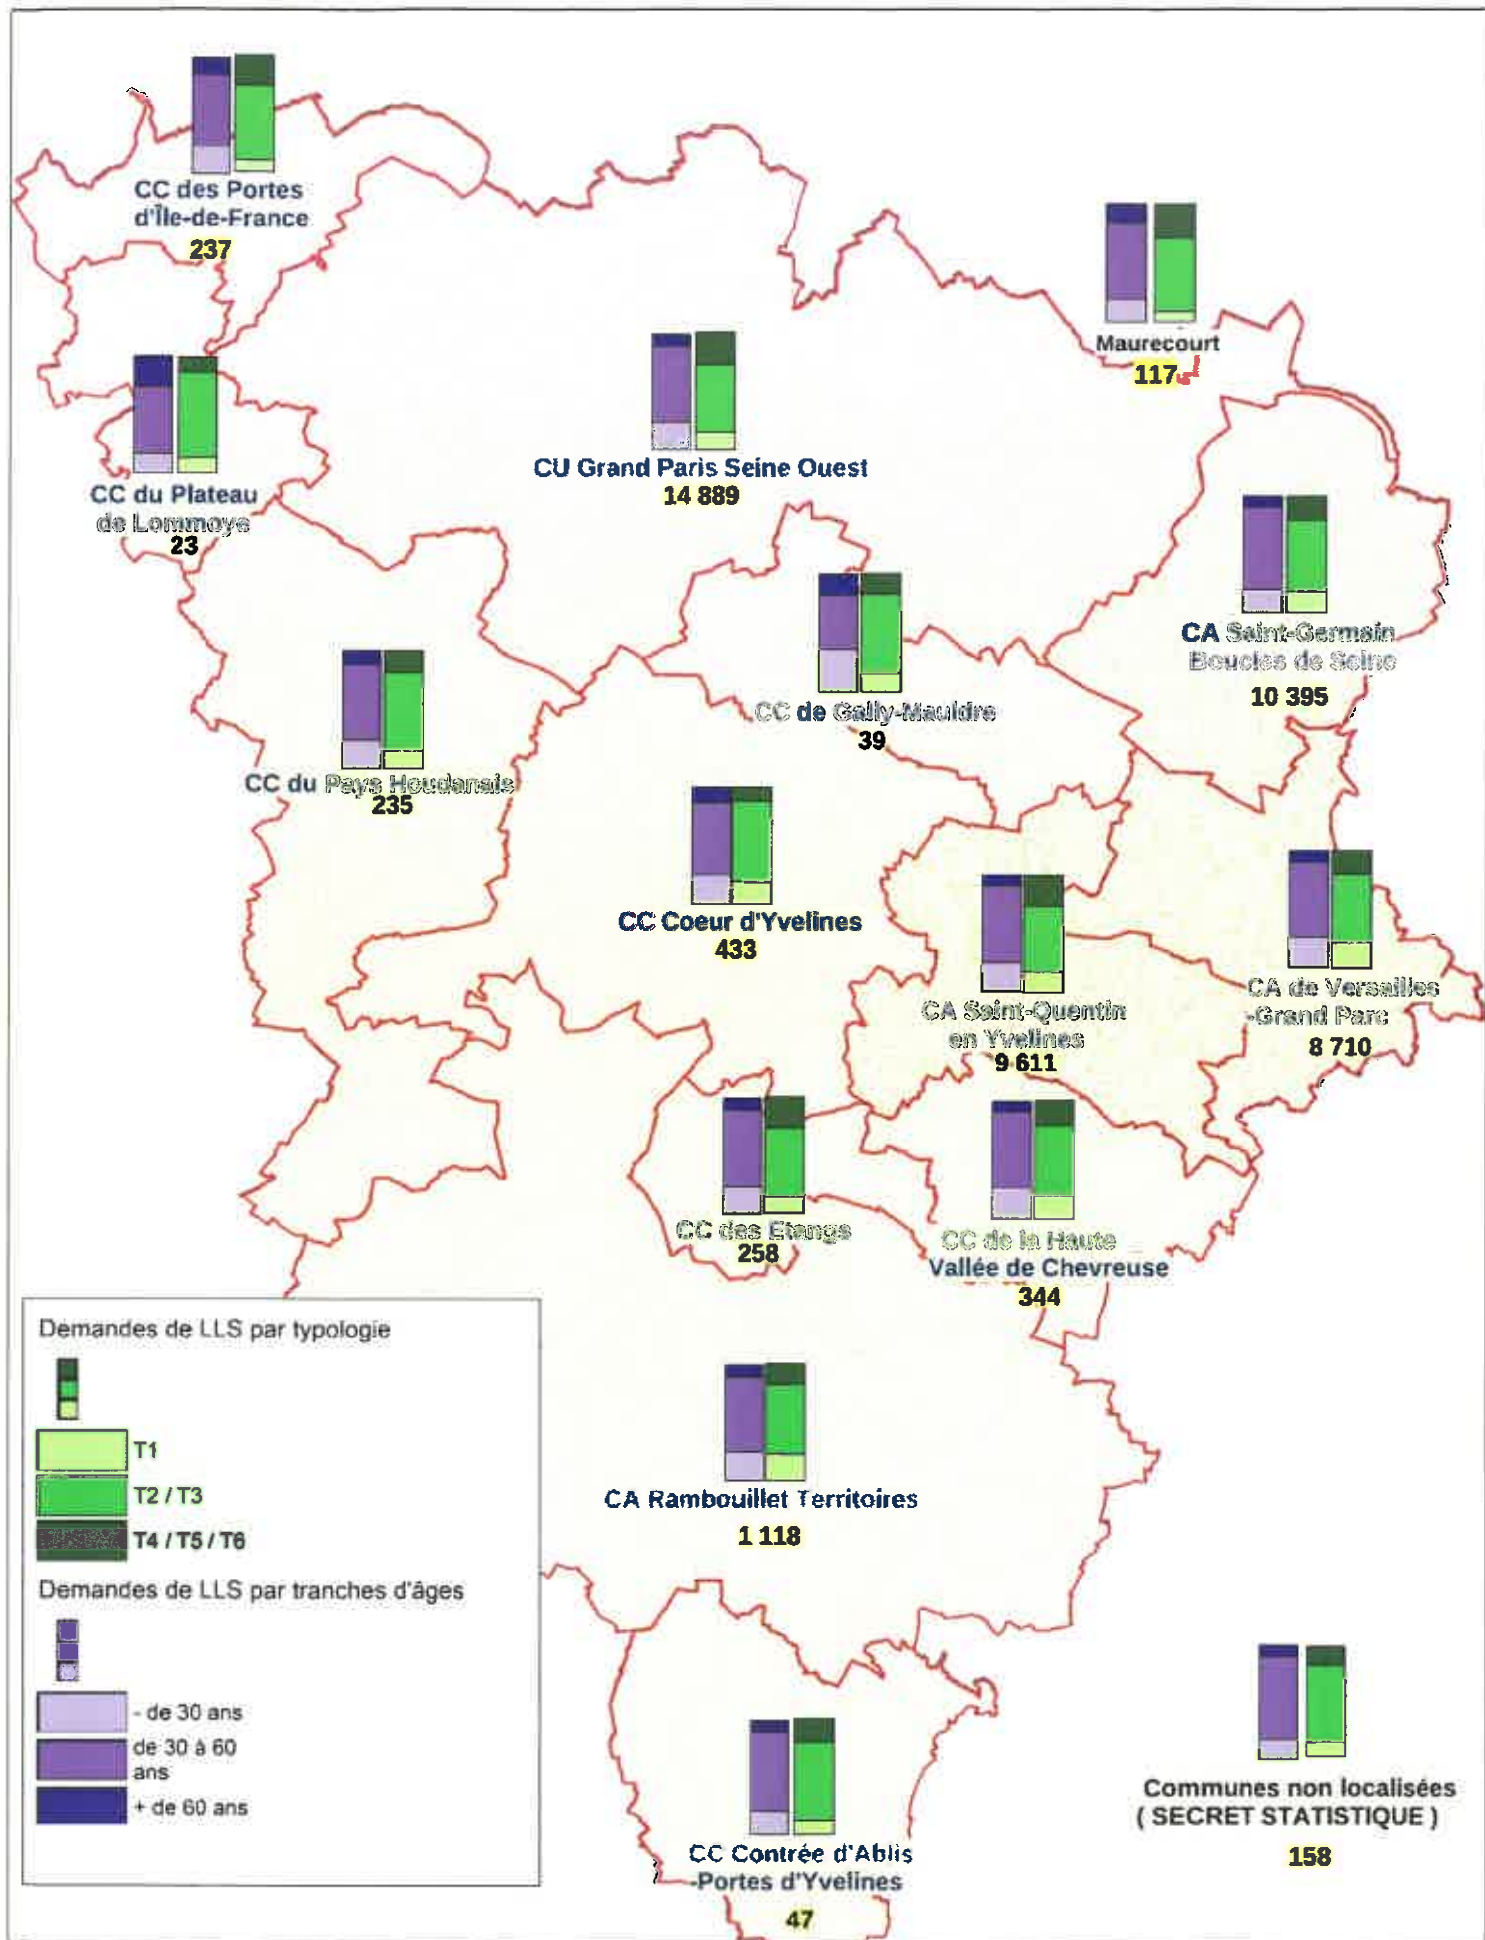 CC des Portes
d'Île-de-France
237
Maurecourt
117
CU Grand Paris Seine Ouest
14 889
CC du Plateau
de Lommoye
23
CA Saint-Germain
Boucles de Seine
10 395
CC de Gally-Mauldre
39
CC du Pays Houdanais
235
CC Coeur d'Yvelines
433
CA de Versailles
-Grand Parc
8 710
CA Saint-Quentin
en Yvelines
9 611
CC des Etangs
258
CC de la Haute
Vallée de Chevreuse
344
Demandes de LLS par typologie
T1
T2 / T3
T4 / T5 / T6
Demandes de LLS par tranches d'âges
- de 30 ans
de 30 à 60
ans
+ de 60 ans
CA Rambouillet Territoires
1 118
Communes non localisées
( SECRET STATISTIQUE )
158
CC Contrée d'Ablis
-Portes d'Yvelines
47